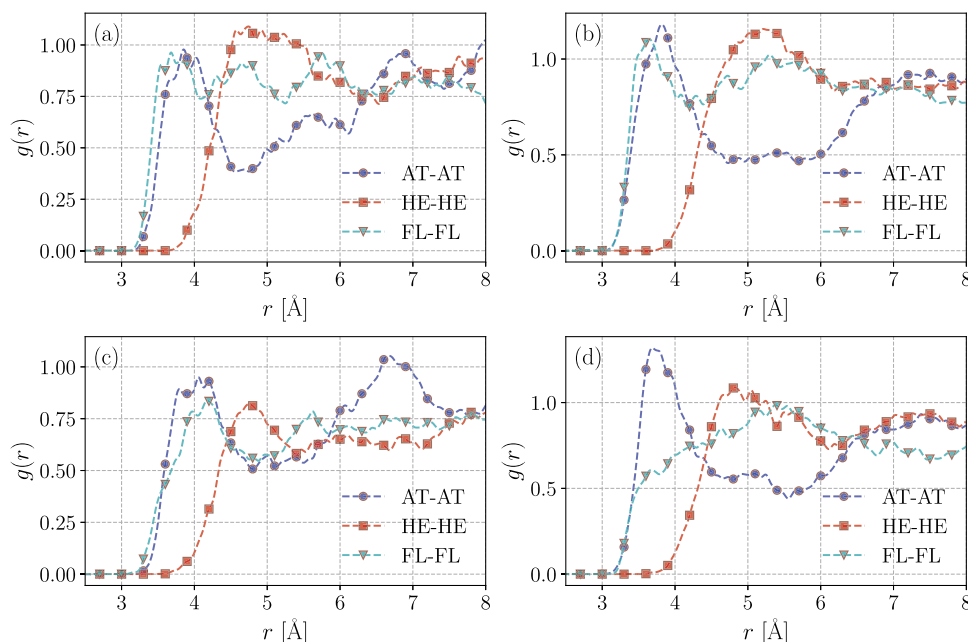 (a)
g(r)
1.00
0.75
0.50
0.25
0.00
AT-AT
HE-HE
FL-FL
3 4 5 6 7 8
r [Å]
(b)
g(r)
1.0
0.5
0.0
AT-AT
HE-HE
FL-FL
3 4 5 6 7 8
r [Å]
(c)
g(r)
1.00
0.75
0.50
0.25
0.00
AT-AT
HE-HE
FL-FL
3 4 5 6 7 8
r [Å]
(d)
g(r)
1.0
0.5
0.0
AT-AT
HE-HE
FL-FL
3 4 5 6 7 8
r [Å]